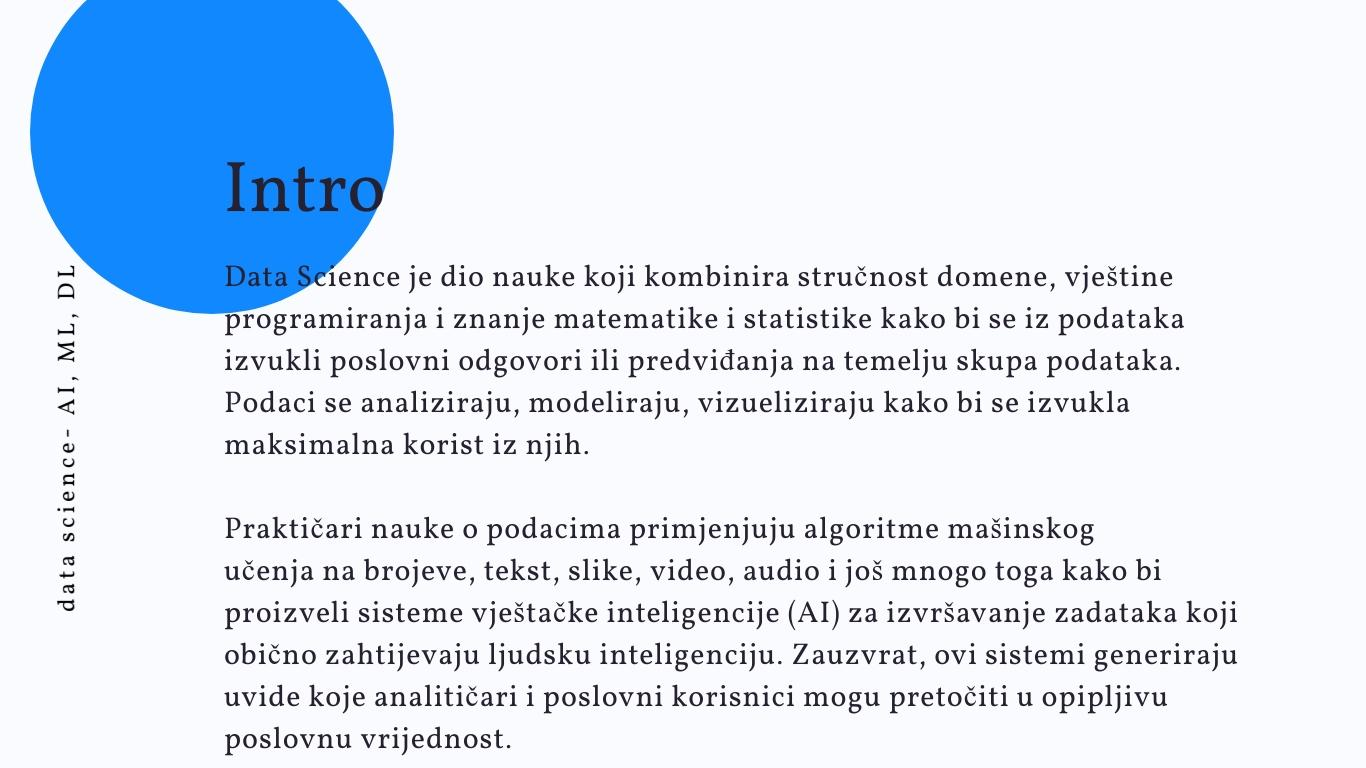 Intro
Data Science je dio nauke koji kombinira stručnost domene, vještine
programiranja i znanje matematike i statistike kako bi se iz podataka
izvukli poslovni odgovori ili predviđanja na temelju skupa podataka.
Podaci se analiziraju, modeliraju, vizueliziraju kako bi se izvukla
maksimalna korist iz njih.
Praktičari nauke o podacima primjenjuju algoritme mašinskog
učenja na brojeve, tekst, slike, video, audio i još mnogo toga kako bi
proizveli sisteme vještačke inteligencije (AI) za izvršavanje zadataka koji
obično zahtijevaju ljudsku inteligenciju. Zauzvrat, ovi sistemi generiraju
uvide koje analitičari i poslovni korisnici mogu pretočiti u opipljivu
poslovnu vrijednost.
data science- AI, ML, DL